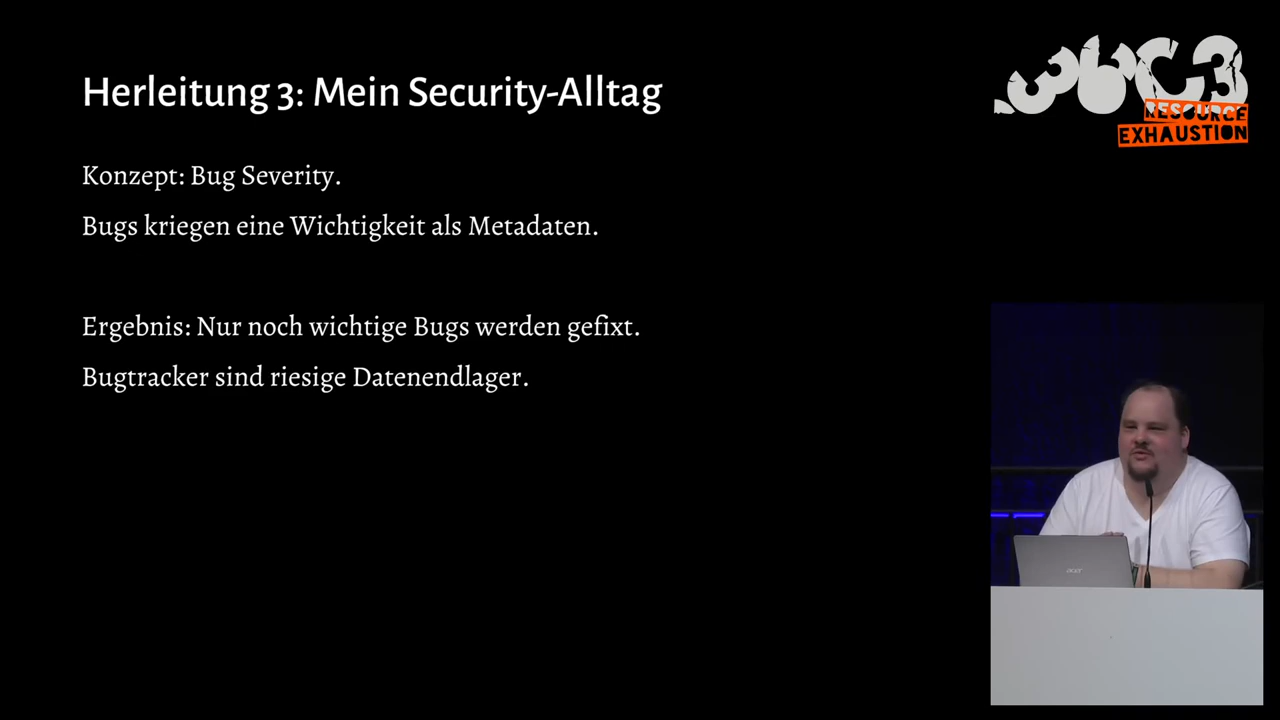 Herleitung 3: Mein Security-Alltag
36C3
RESOURCE
EXHAUSTION
Konzept: Bug Severity.
Bugs kriegen eine Wichtigkeit als Metadaten.
Ergebnis: Nur noch wichtige Bugs werden gefixt.
Bugtracker sind riesige Datenendlager.
acer